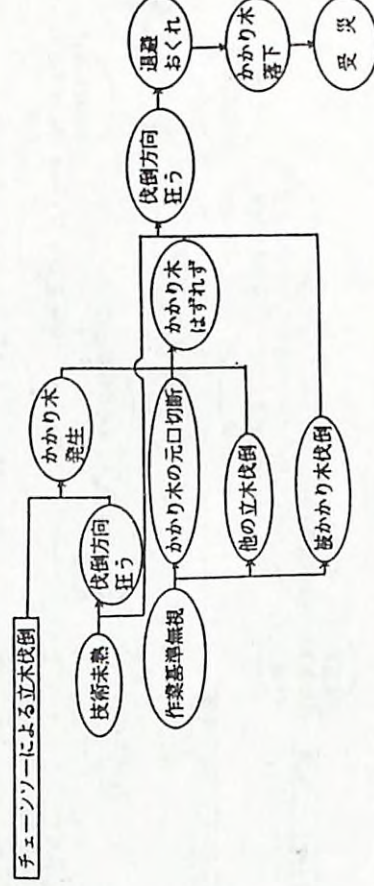 チェーンソーによる立木伐倒
技術未熟
伐倒方向
狂う
かかり木
発生
作業基準無視
かかり木の元口切断
他の立木伐倒
被かかり木伐倒
かかり木
はずれず
伐倒方向
狂う
退避
おくれ
かかり木
落下
受 災